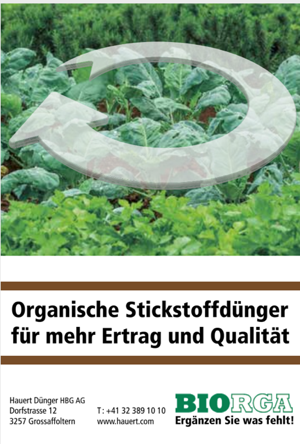 Organische Stickstoffdünger
für mehr Ertrag und Qualität
Hauert Dünger HBG AG
Dorfstrasse 12 T: +41 32 389 10 10
3257 Grossaffoltern www.hauert.com
BIORGA
Ergänzen Sie was fehlt!